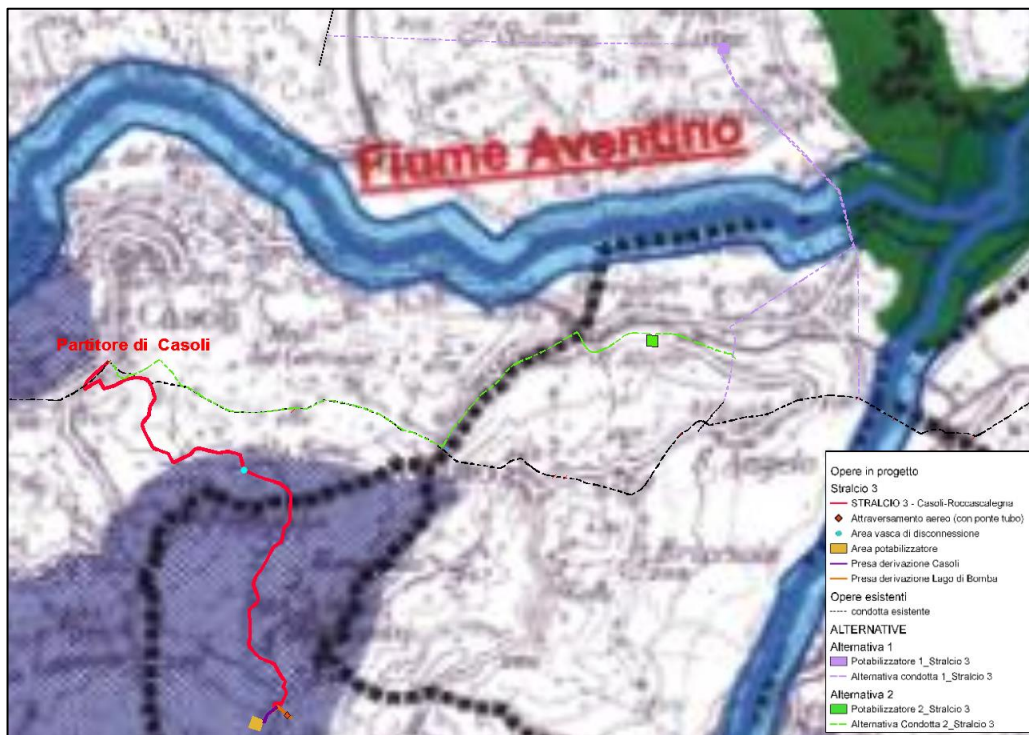 Fiume Aventino
Casoli
Partitore di Casoli
S. Angelo
Opere in progetto
Stralcio 3
STRALCIO 3 - Casoli-Roccascalegna
Attraversamento aereo (con ponte tubo)
Area vasca di disconnessione
Area potabilizzatore
Presa derivazione Casoli
Presa derivazione Lago di Bomba
Opere esistenti
condotta esistente
ALTERNATIVE
Alternativa 1
Potabilizzatore 1_Stralcio 3
Alternativa condotta 1_Stralcio 3
Alternativa 2
Potabilizzatore 2_Stralcio 3
Alternativa Condotta 2_Stralcio 3